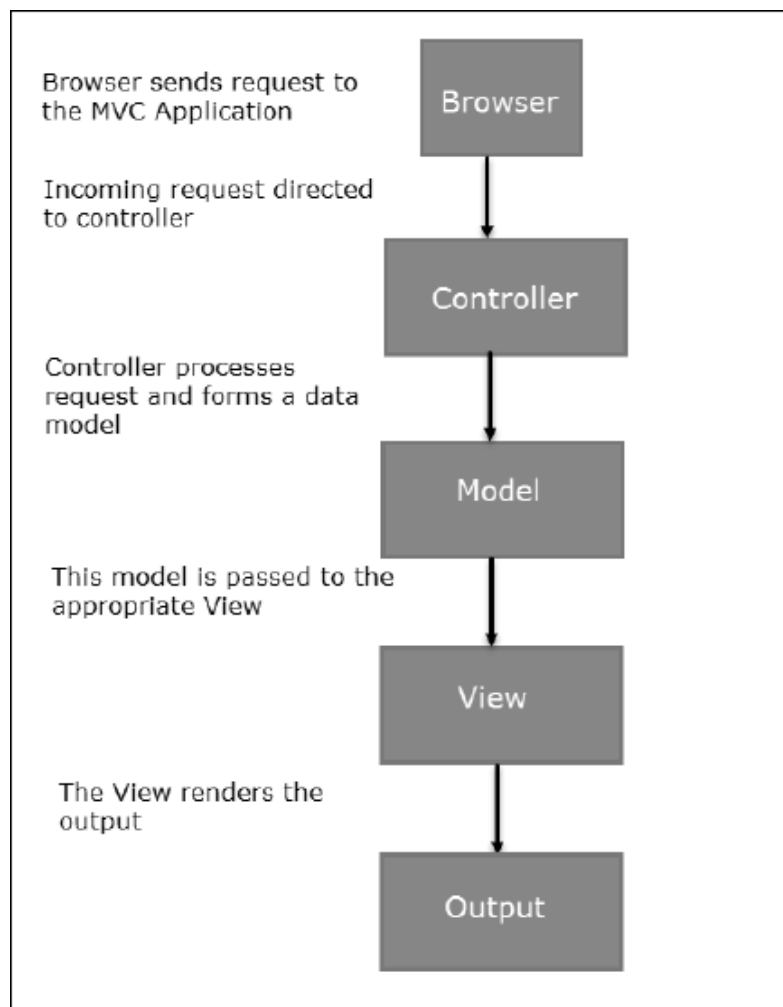 Browser sends request to
the MVC Application
Browser
Incoming request directed
to controller
Controller
Controller processes
request and forms a data
model
Model
This model is passed to the
appropriate View
View
The View renders the
output
Output